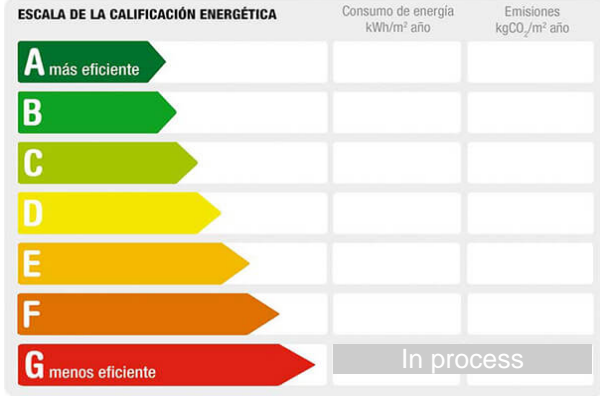 ESCALA DE LA CALIFICACIÓN ENERGÉTICA
Consumo de energía
kWh/m² año
Emisiones
kgCO₂/m² año
A más eficiente
B
C
D
E
F
G menos eficiente
In process